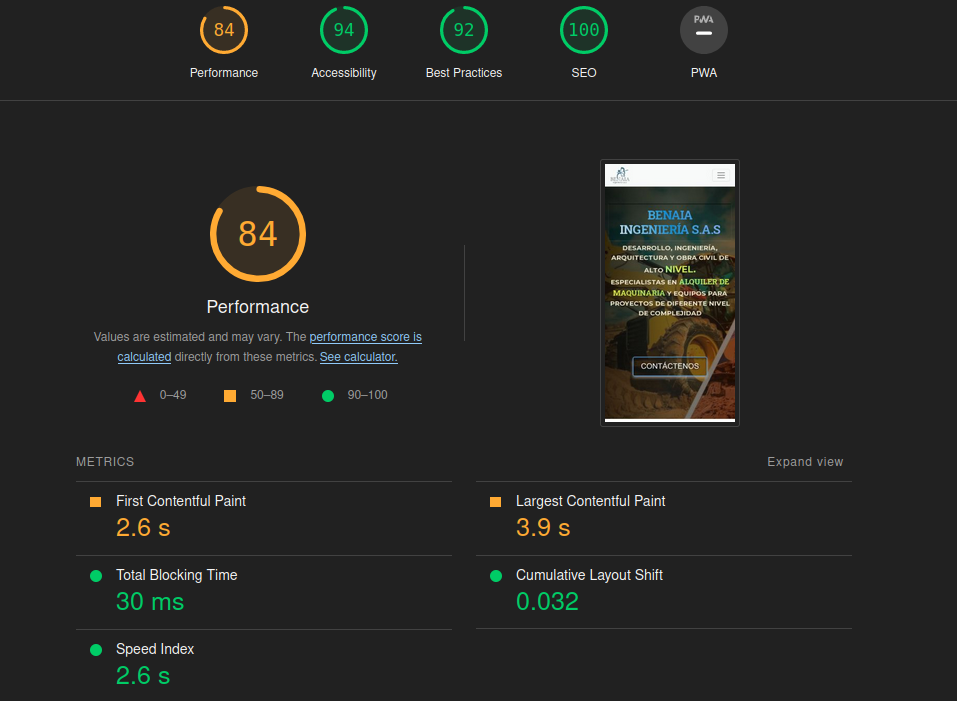 84
94
92
100
PWA
Performance
Accessibility
Best Practices
SEO
PWA
84
Performance
Values are estimated and may vary. The performance score is
calculated directly from these metrics. See calculator.
0–49
50–89
90–100
BENAIA
BENAIA
INGENIERÍA S.A.S
DESARROLLO, INGENIERÍA,
ARQUITECTURA Y OBRA CIVIL DE
ALTO NIVEL.
ESPECIALISTAS EN ALQUILER DE
MAQUINARIA Y EQUIPOS PARA
PROYECTOS DE DIFERENTE NIVEL
DE COMPLEJIDAD
CONTÁCTENOS
METRICS
Expand view
First Contentful Paint
2.6 s
Largest Contentful Paint
3.9 s
Total Blocking Time
30 ms
Cumulative Layout Shift
0.032
Speed Index
2.6 s